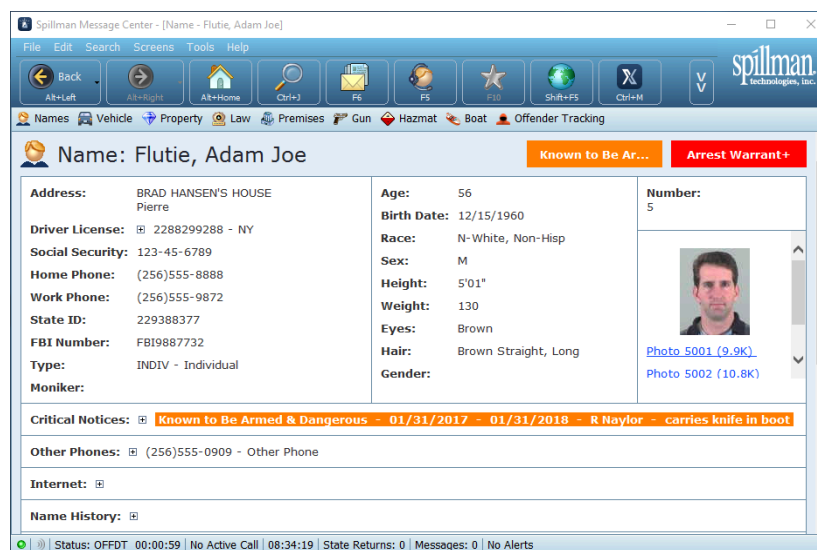 Spillman Message Center - [Name - Flutie, Adam Joe]
File Edit Search Screens Tools Help
Back
Alt+Left Alt+Right Alt+Home Ctrl+J F6 F5 F10 Shift+F5 Ctrl+M
spillman
technologies, inc.
Names Vehicle Property Law Premises Gun Hazmat Boat Offender Tracking
Name: Flutie, Adam Joe
Known to Be Ar...
Arrest Warrant+
Address: BRAD HANSEN'S HOUSE
Pierre
Driver License: 2288299288 - NY
Social Security: 123-45-6789
Home Phone: (256)555-8888
Work Phone: (256)555-9872
State ID: 229388377
FBI Number: FBI9887732
Type: INDIV - Individual
Moniker:
Age: 56
Birth Date: 12/15/1960
Race: N-White, Non-Hisp
Sex: M
Height: 5'01"
Weight: 130
Eyes: Brown
Hair: Brown Straight, Long
Gender:
Number:
5
Photo 5001 (9.9K)
Photo 5002 (10.8K)
Critical Notices: Known to Be Armed & Dangerous - 01/31/2017 - 01/31/2018 - R Naylor - carries knife in boot
Other Phones: (256)555-0909 - Other Phone
Internet:
Name History:
Status: OFFDT 00:00:59 No Active Call 08:34:19 State Returns: 0 Messages: 0 No Alerts